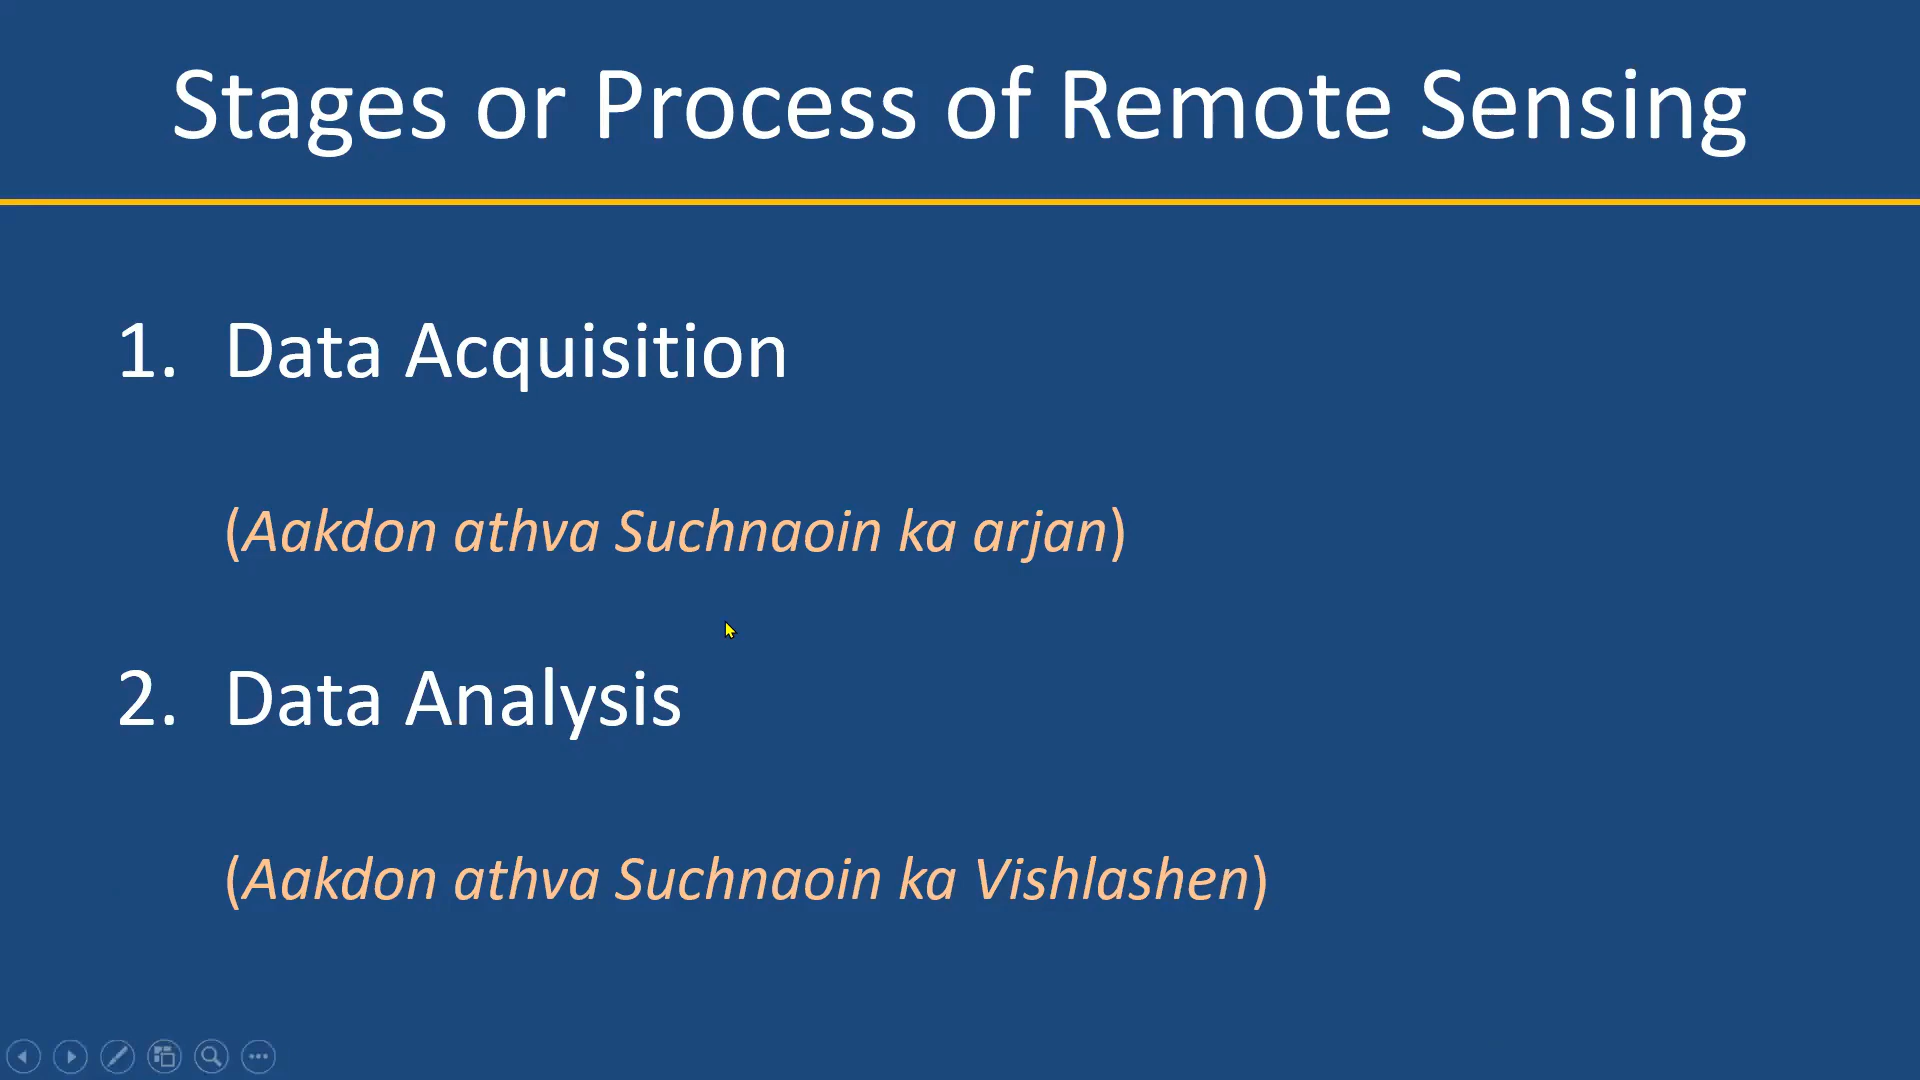 Stages or Process of Remote Sensing
1. Data Acquisition
(Aakdon athva Suchnaoin ka arjan)
2. Data Analysis
(Aakdon athva Suchnaoin ka Vishlashen)